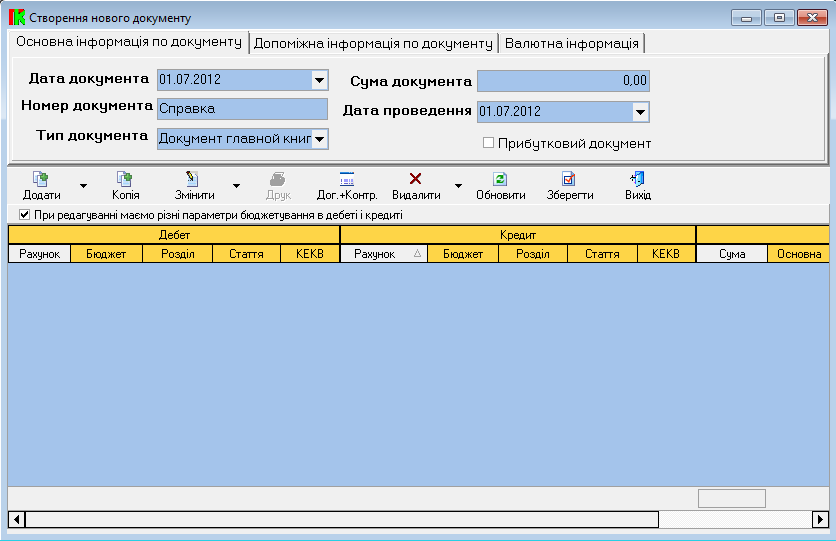 Створення нового документу
Основна інформація по документу Допоміжна інформація по документу Валютна інформація
Дата документа 01.07.2012 Сума документа 0,00
Номер документа Справка Дата проведення 01.07.2012
Тип документа Документ главной книг Прибутковий документ
Додати Копія Змінити Друк Дог.+Контр. Видалити Обновити Зберегти Вихід
При редагуванні маємо різні параметри бюджетування в дебеті і кредиті
Дебет Кредит
Рахунок Бюджет Розділ Стаття КЕКВ Рахунок Бюджет Розділ Стаття КЕКВ Сума Основна